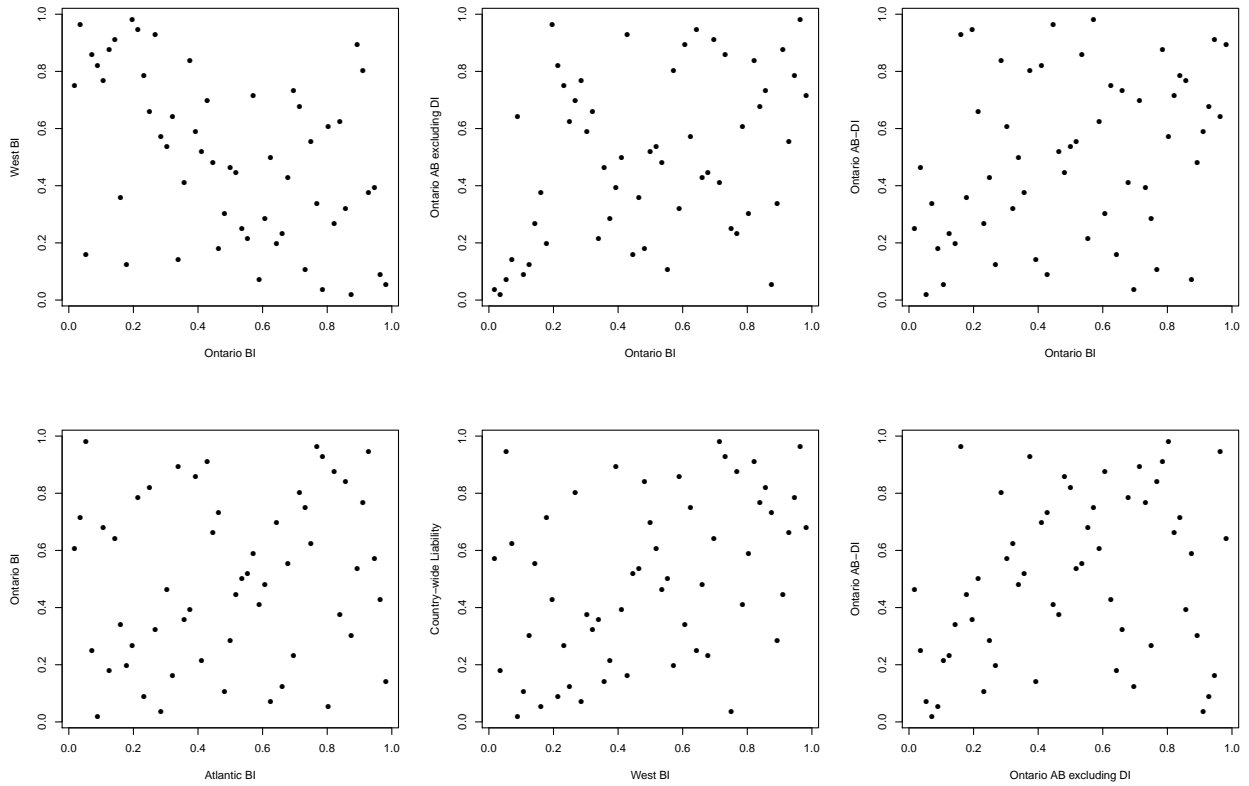 1.0
0.8
0.6
0.4
0.2
0.0
West BI
0.0 0.2 0.4 0.6 0.8 1.0
Ontario BI
1.0
0.8
0.6
0.4
0.2
0.0
Ontario AB excluding DI
0.0 0.2 0.4 0.6 0.8 1.0
Ontario BI
1.0
0.8
0.6
0.4
0.2
0.0
Ontario AB−DI
0.0 0.2 0.4 0.6 0.8 1.0
Ontario BI
1.0
0.8
0.6
0.4
0.2
0.0
Ontario BI
0.0 0.2 0.4 0.6 0.8 1.0
Atlantic BI
1.0
0.8
0.6
0.4
0.2
0.0
Country−wide Liability
0.0 0.2 0.4 0.6 0.8 1.0
West BI
1.0
0.8
0.6
0.4
0.2
0.0
Ontario AB−DI
0.0 0.2 0.4 0.6 0.8 1.0
Ontario AB excluding DI